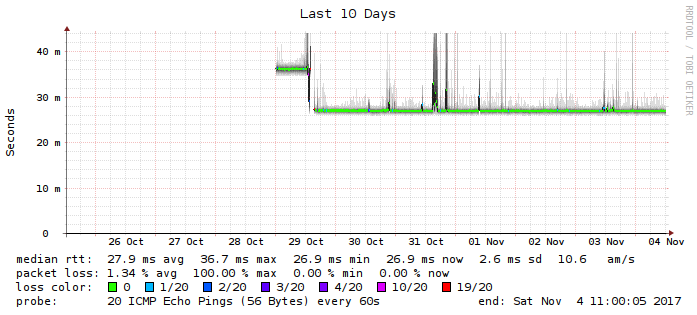 Last 10 Days
RRDTOOL / TOBI OETIKER
Seconds
40 m
30 m
20 m
10 m
0
26 Oct 27 Oct 28 Oct 29 Oct 30 Oct 31 Oct 01 Nov 02 Nov 03 Nov 04 Nov
median rtt: 27.9 ms avg 36.7 ms max 26.9 ms min 26.9 ms now 2.6 ms sd 10.6 am/s
packet loss: 1.34 % avg 100.00 % max 0.00 % min 0.00 % now
loss color: 0 1/20 2/20 3/20 4/20 10/20 19/20
probe: 20 ICMP Echo Pings (56 Bytes) every 60s end: Sat Nov 4 11:00:05 2017